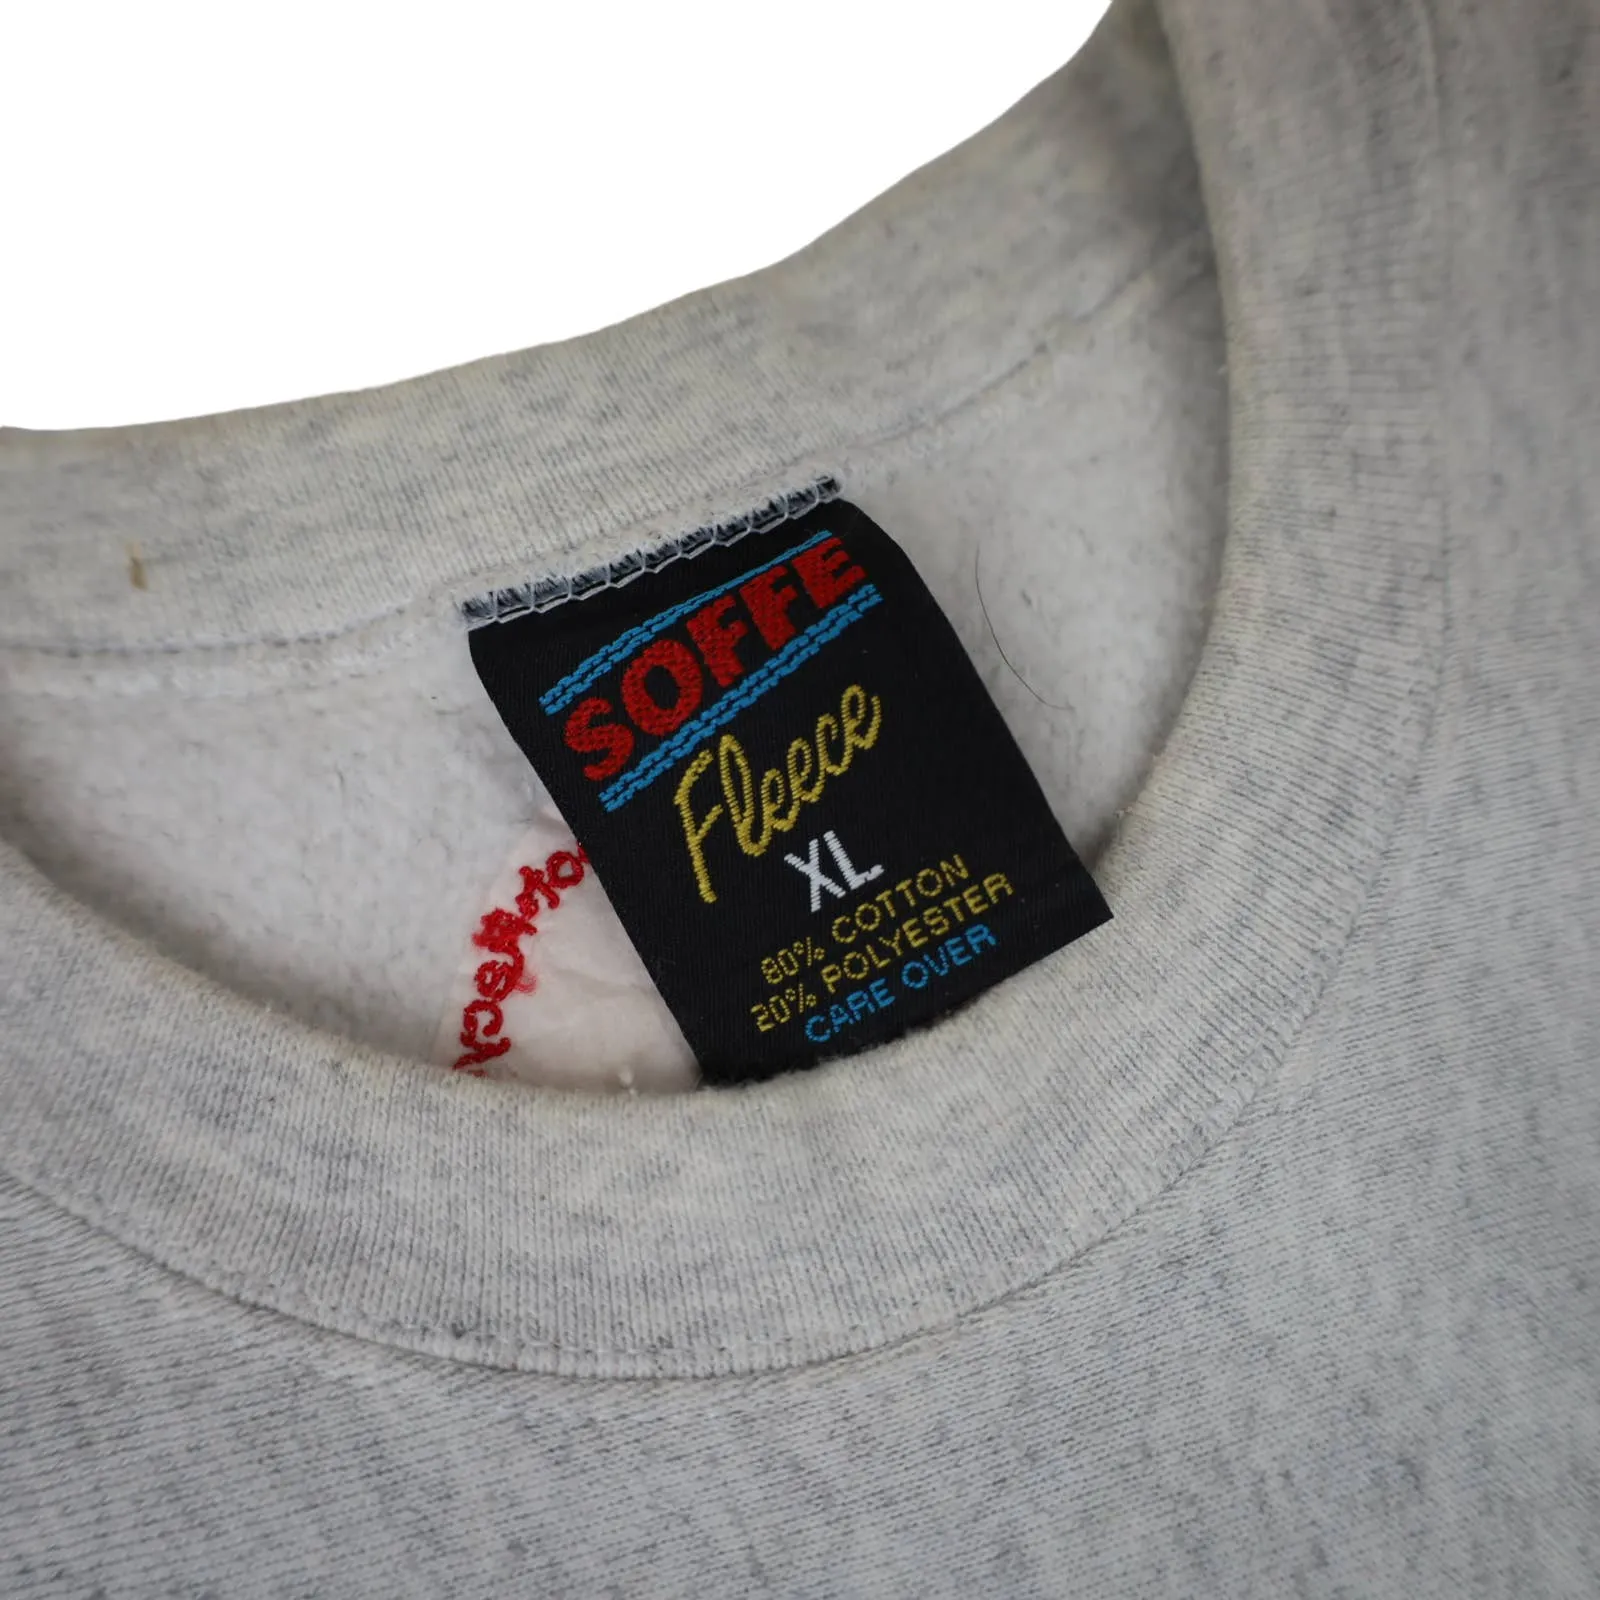 SOFFE
Fleece
XL
80% COTTON
20% POLYESTER
CARE OVER